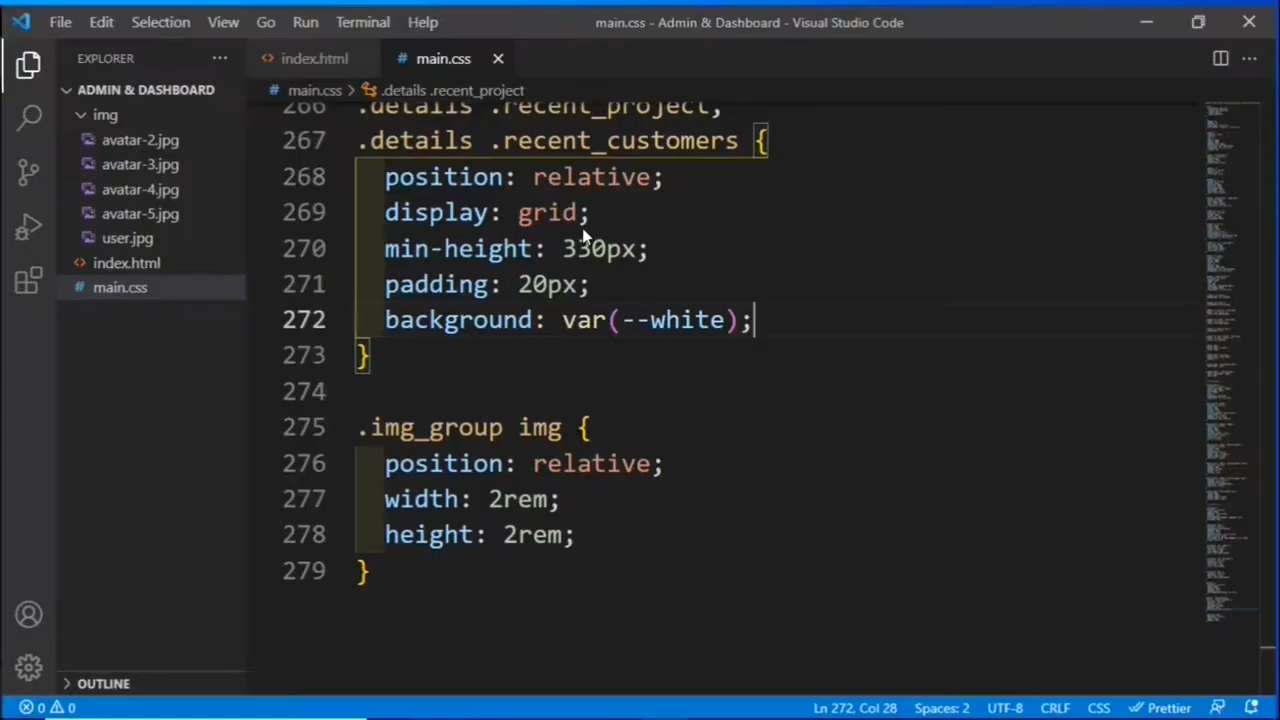 File Edit Selection View Go Run Terminal Help main.css - Admin & Dashboard - Visual Studio Code
EXPLORER
index.html
# main.css
ADMIN & DASHBOARD
img
avatar-2.jpg
avatar-3.jpg
avatar-4.jpg
avatar-5.jpg
user.jpg
index.html
# main.css
OUTLINE
# main.css > .details .recent_project
266 .details .recent_project,
267 .details .recent_customers {
268 position: relative;
269 display: grid;
270 min-height: 330px;
271 padding: 20px;
272 background: var(--white);
273 }
274
275 .img_group img {
276 position: relative;
277 width: 2rem;
278 height: 2rem;
279 }
0 0 Ln 272, Col 28 Spaces: 2 UTF-8 CRLF CSS Prettier